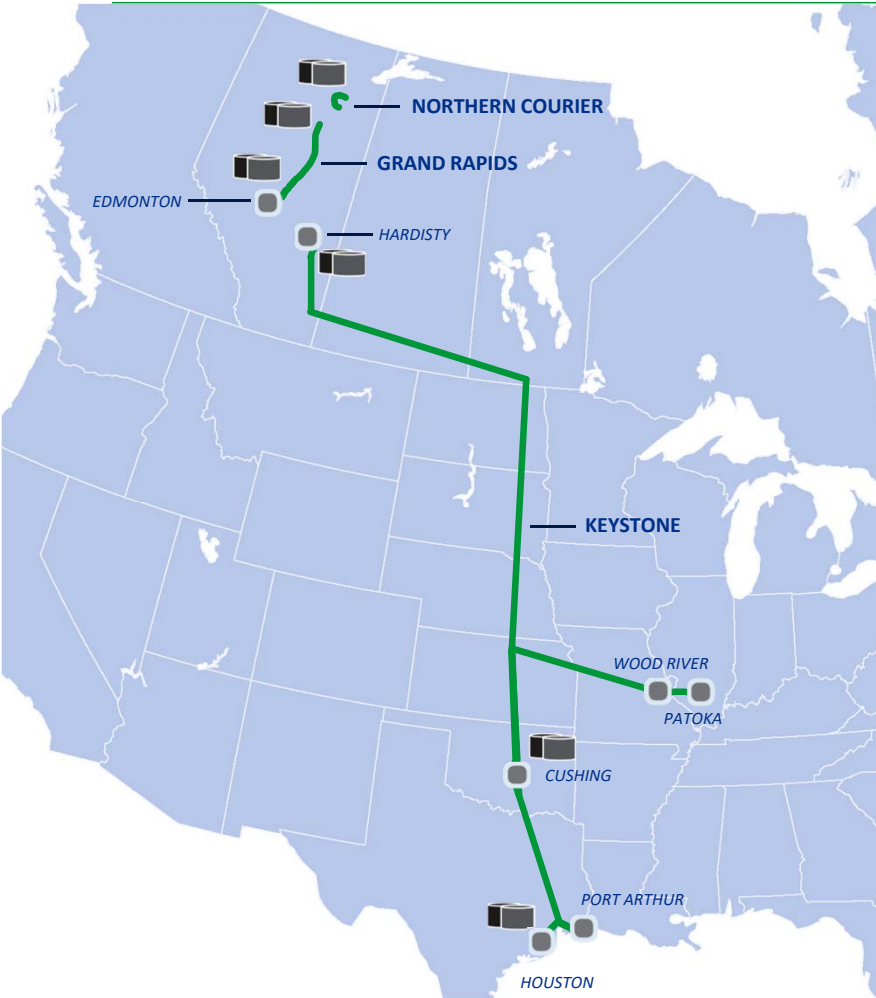 NORTHERN COURIER
GRAND RAPIDS
EDMONTON
HARDISTY
KEYSTONE
WOOD RIVER
PATOKA
CUSHING
PORT ARTHUR
HOUSTON